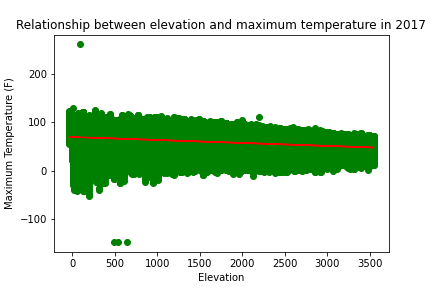 Relationship between elevation and maximum temperature in 2017
Maximum Temperature (F)
200
100
0
−100
0 500 1000 1500 2000 2500 3000 3500
Elevation